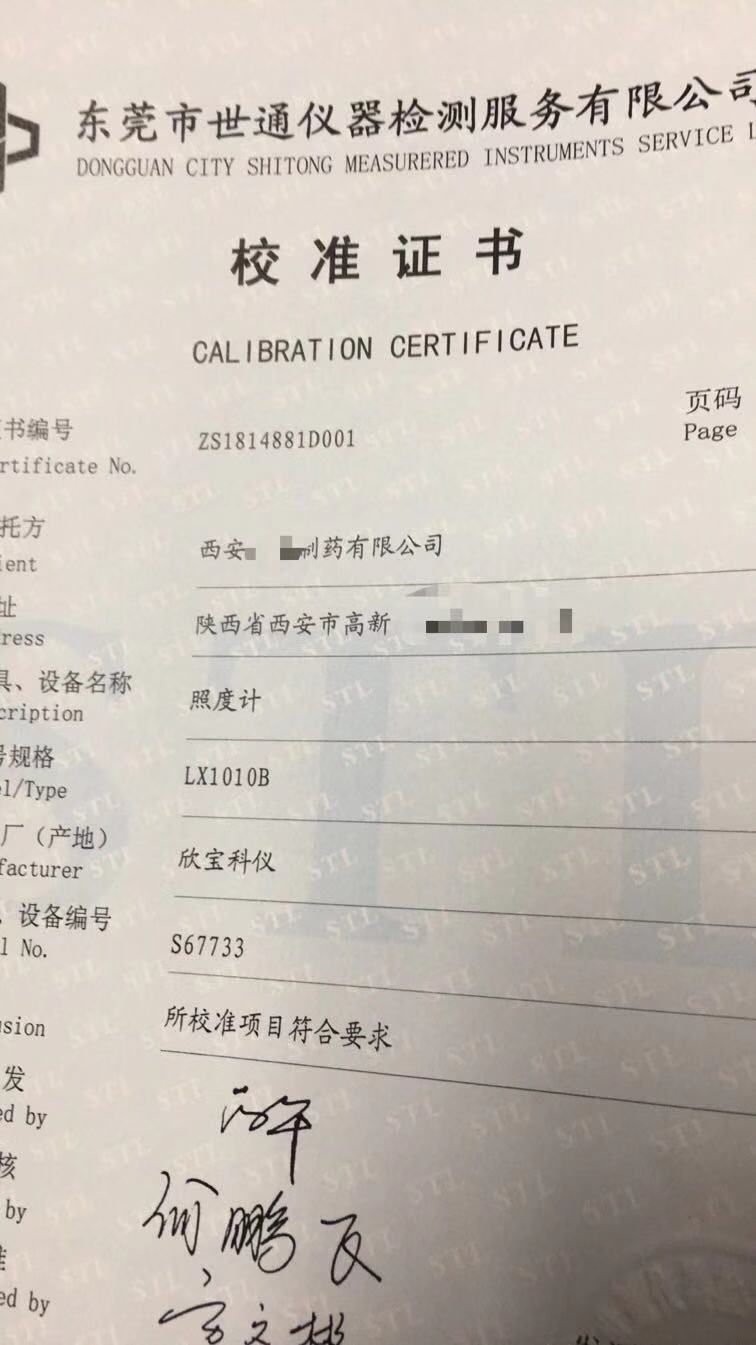 东莞市世通仪器检测服务有限公司
DONGGUAN CITY SHITONG MEASURERED INSTRUMENTS SERVICE L
校准证书
CALIBRATION CERTIFICATE
页码
Page
书编号 ZS1814881D001
rtificate No.
托方 西安 制药有限公司
ient
址 陕西省西安市高新
ress
具、设备名称 照度计
cription
号规格 LX1010B
el/Type
厂（产地） 欣宝科仪
facturer
、设备编号 S67733
l No.
所校准项目符合要求
usion
发
ed by
核 何鹏
by
准
ed by
STL